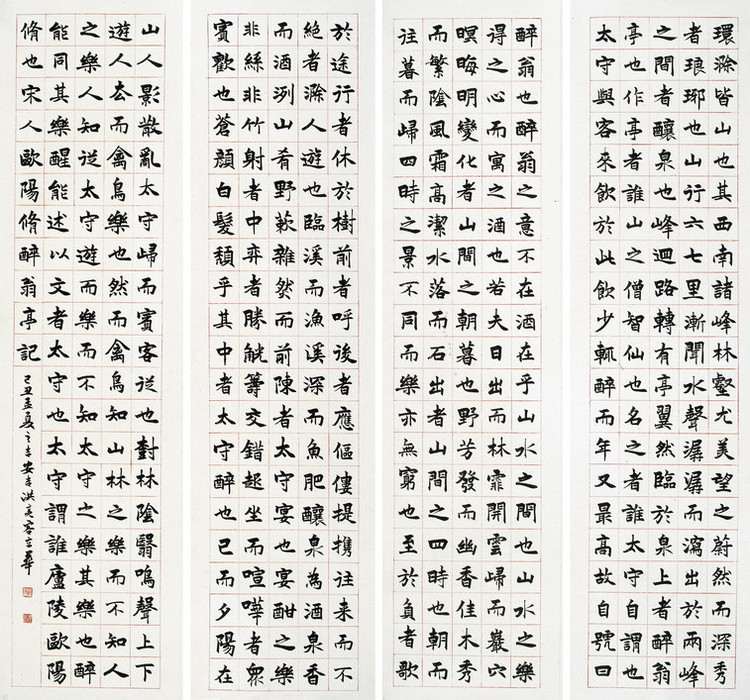 環滁皆山也其西南諸峰林壑尤美望之蔚然而深秀
者琅琊也山行六七里漸聞水聲潺潺而瀉出於兩峰
之間者釀泉也峰迴路轉有亭翼然臨於泉上者醉翁
亭也作亭者誰山之僧智仙也名之者誰太守自謂也
太守與客來飲於此飲少輒醉而年又最高故自號曰
醉翁也醉翁之意不在酒在乎山水之間也山水之樂
得之心而寓之酒也若夫日出而林霏開雲歸而巖穴
暝晦明變化者山間之朝暮也野芳發而幽香佳木秀
而繁陰風霜高潔水落而石出者山間之四時也朝而
往暮而歸四時之景不同而樂亦無窮也至於負者歌
於途行者休於樹前者呼後者應傴僂提攜往来而不
絕者滁人遊也臨溪而漁溪深而魚肥釀泉為酒泉香
而酒洌山肴野蔌雜然而前陳者太守宴也宴酣之樂
非絲非竹射者中弈者勝觥籌交錯起坐而喧嘩者眾
賓歡也蒼顏白髮頹乎其中者太守醉也已而夕陽在
山人影散亂太守歸而賓客從也對林陰翳鳴聲上下
遊人去而禽鳥樂也然而禽鳥知山林之樂而不知人
之樂人知從太守遊而樂而不知太守之樂其樂也醉
能同其樂醒能述以文者太守也太守謂誰廬陵歐陽
脩也宋人歐陽脩醉翁亭記
己丑孟夏之吉安吉洪